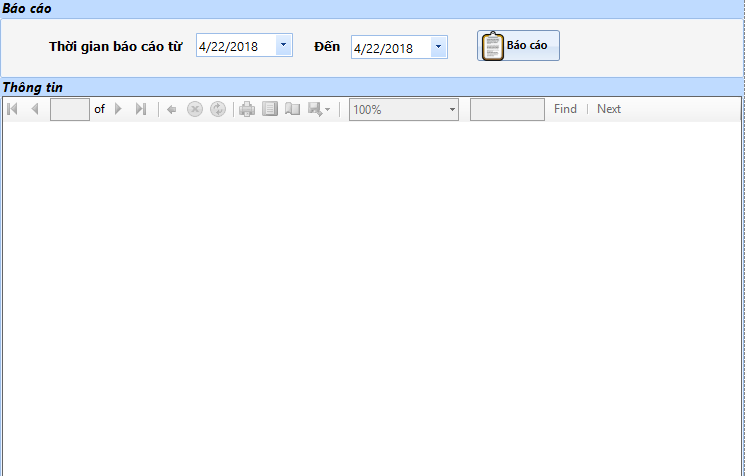 Báo cáo
Thời gian báo cáo từ 4/22/2018 Đến 4/22/2018 Báo cáo
Thông tin
of 100% Find Next